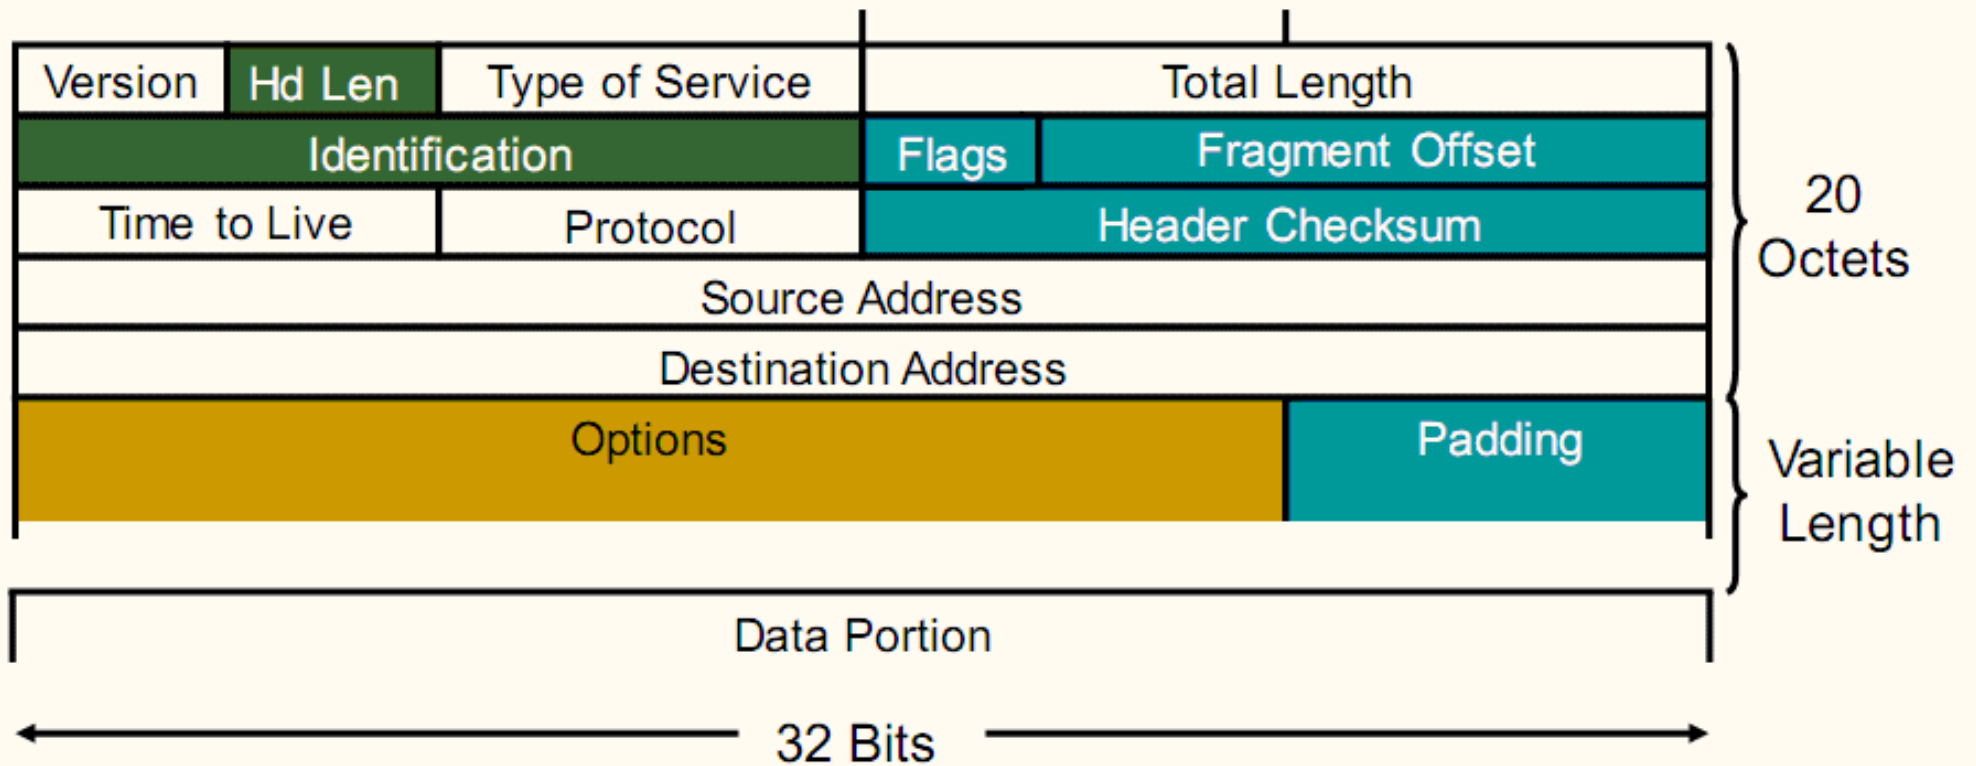 Version Hd Len Type of Service Total Length
Identification Flags Fragment Offset
Time to Live Protocol Header Checksum
20
Octets
Source Address
Destination Address
Options Padding
Variable
Length
Data Portion
32 Bits